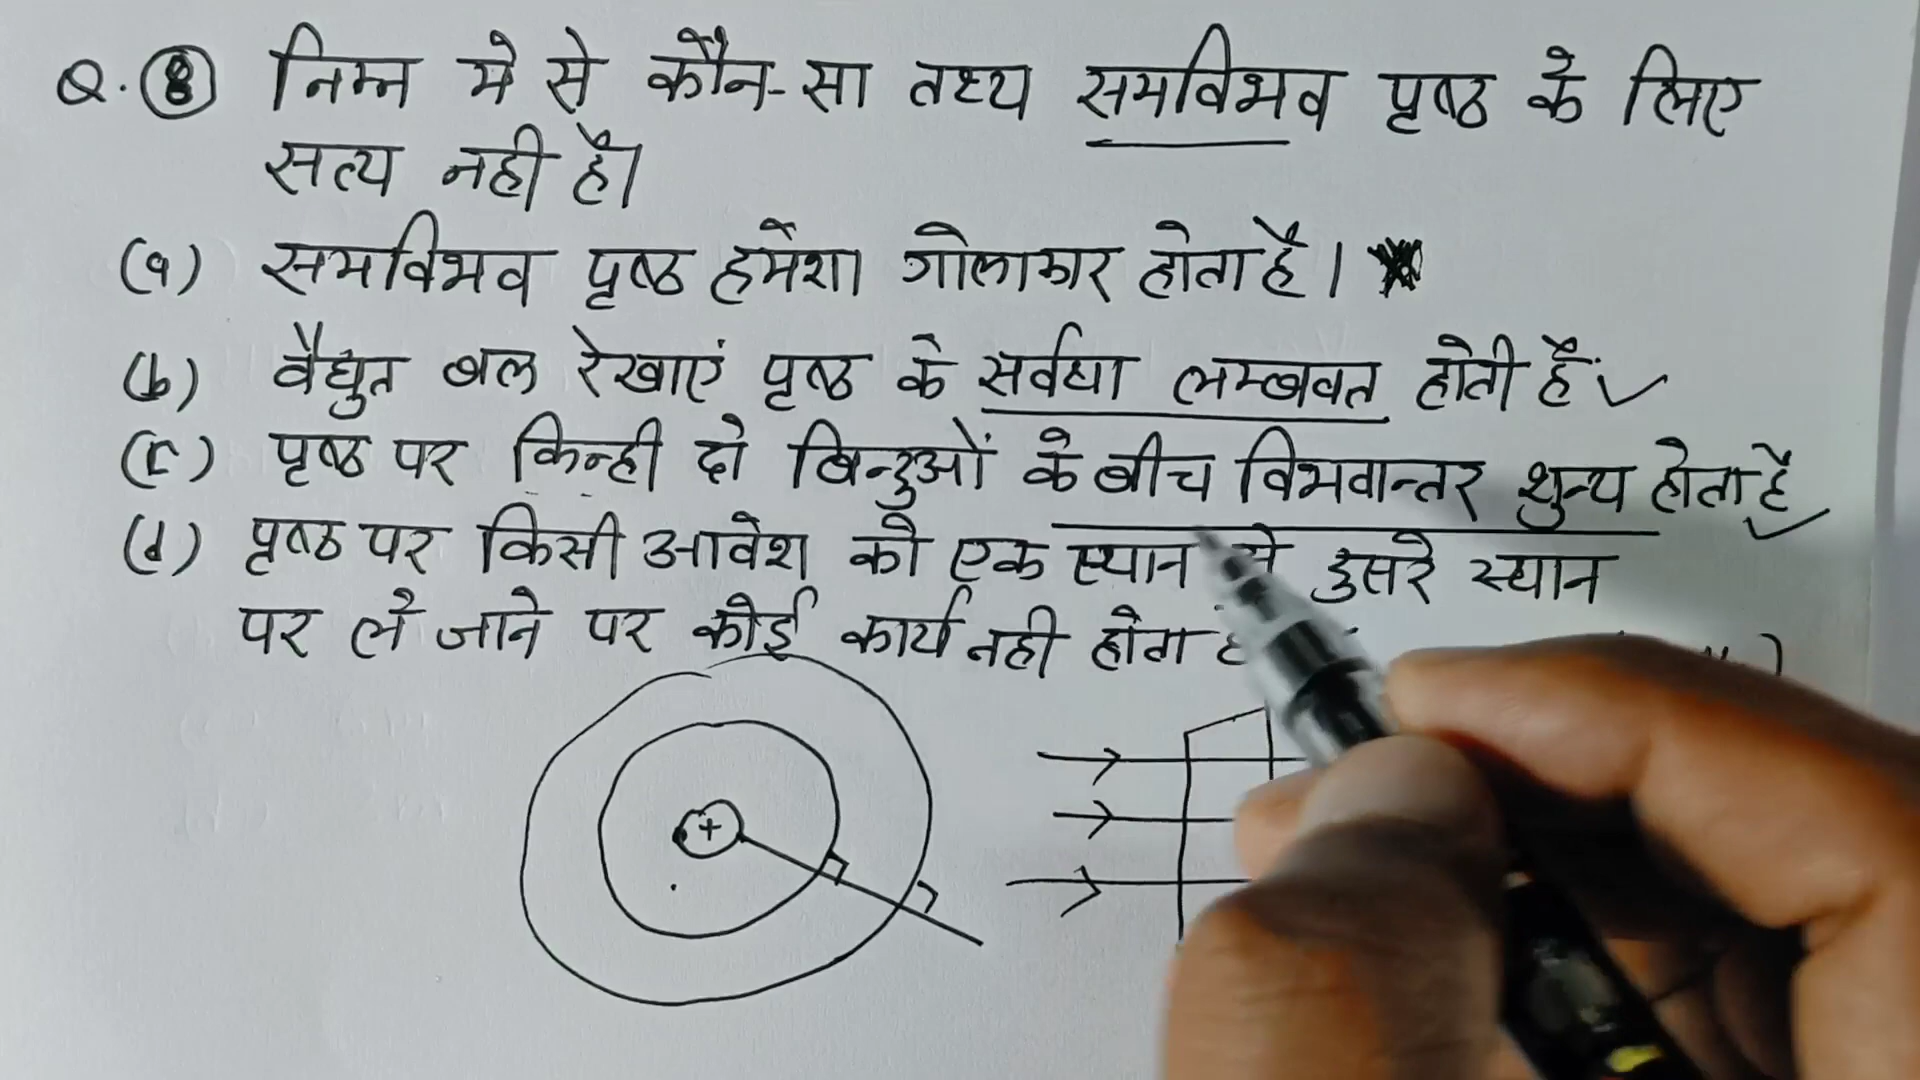 Q. (8) निम्न मे से कौन-सा तथ्य समविभव पृष्ठ के लिए
सत्य नही है।
(a) समविभव पृष्ठ हमेशा गोलाकार होता है।
(b) वैद्युत बल रेखाएं पृष्ठ के सर्वथा लम्बवत होती हैं
(c) पृष्ठ पर किन्ही दो बिन्दुओं के बीच विभवान्तर शुन्य होता है
(d) पृष्ठ पर किसी आवेश को एक स्थान से दुसरे स्थान
पर ले जाने पर कोई कार्य नही होता
+